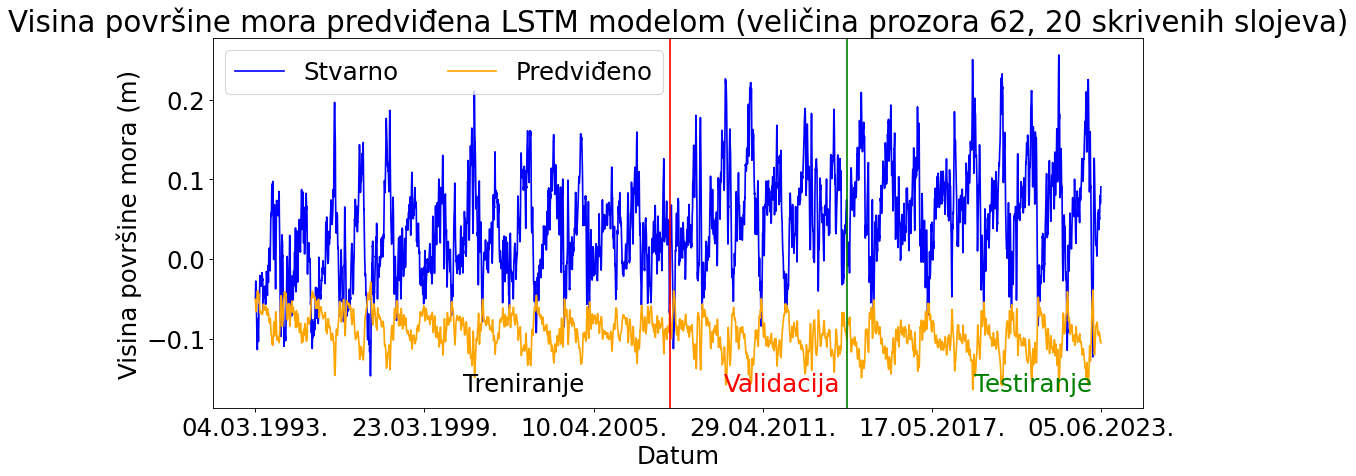 Visina površine mora predviđena LSTM modelom (veličina prozora 62, 20 skrivenih slojeva)
Stvarno Predviđeno
Visina površine mora (m)
0.2
0.1
0.0
−0.1
Treniranje Validacija Testiranje
04.03.1993. 23.03.1999. 10.04.2005. 29.04.2011. 17.05.2017. 05.06.2023.
Datum